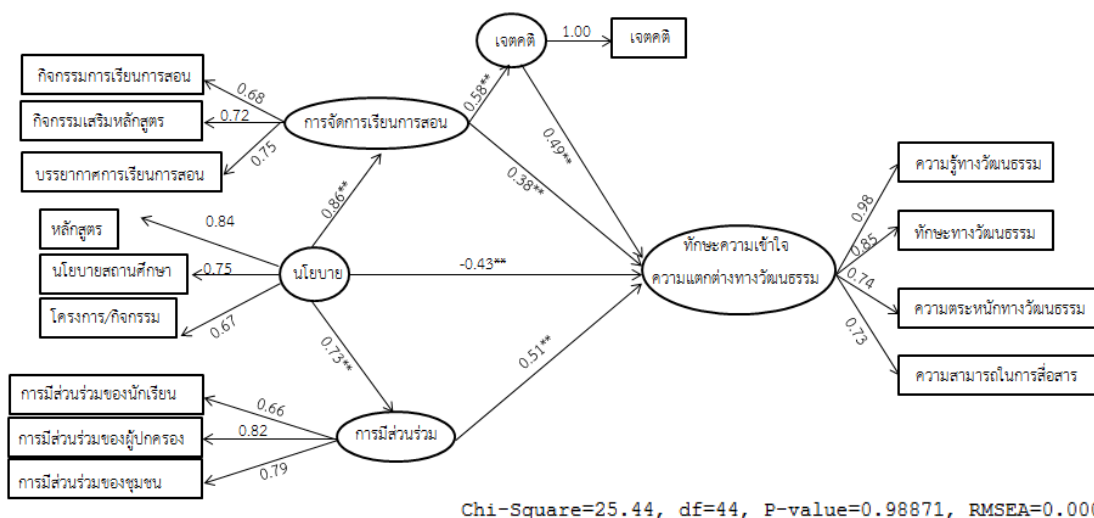 เจตคติ
1.00
เจตคติ
กิจกรรมการเรียนการสอน
0.68
0.58**
กิจกรรมเสริมหลักสูตร
0.72
การจัดการเรียนการสอน
บรรยากาศการเรียนการสอน
0.75
0.49**
0.38**
ความรู้ทางวัฒนธรรม
0.98
0.86**
หลักสูตร
0.84
ทักษะความเข้าใจ
ความแตกต่างทางวัฒนธรรม
0.85
ทักษะทางวัฒนธรรม
นโยบายสถานศึกษา
0.75
นโยบาย
-0.43**
0.74
โครงการ/กิจกรรม
0.67
ความตระหนักทางวัฒนธรรม
0.73**
0.51**
0.73
ความสามารถในการสื่อสาร
การมีส่วนร่วมของนักเรียน
0.66
การมีส่วนร่วมของผู้ปกครอง
0.82
การมีส่วนร่วม
การมีส่วนร่วมของชุมชน
0.79
Chi-Square=25.44, df=44, P-value=0.98871, RMSEA=0.000